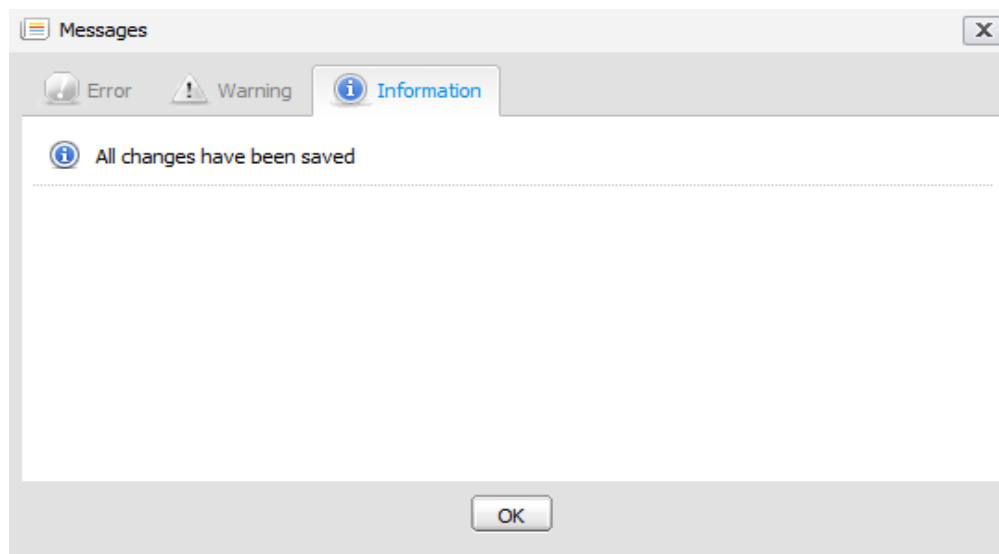 Messages
Error Warning Information
All changes have been saved
OK